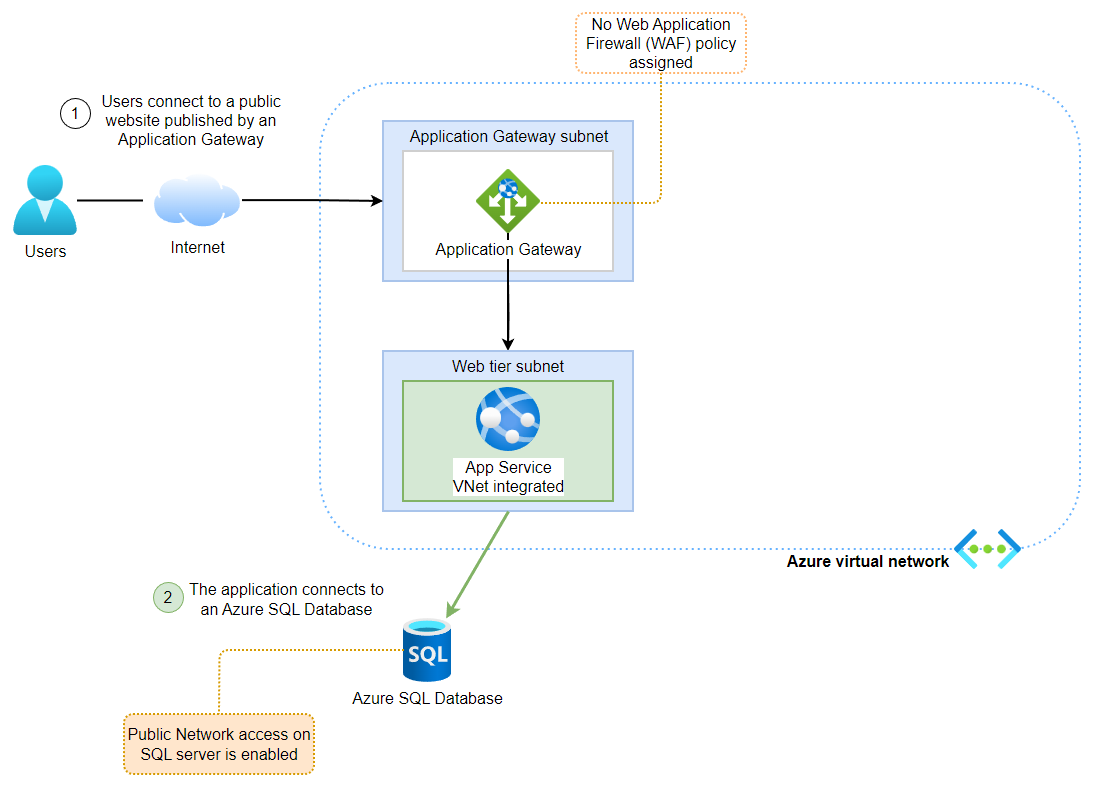 No Web Application
Firewall (WAF) policy
assigned
1
Users connect to a public
website published by an
Application Gateway
Application Gateway subnet
Application Gateway
Users
Internet
Web tier subnet
App Service
VNet integrated
Azure virtual network
2
The application connects to
an Azure SQL Database
SQL
Azure SQL Database
Public Network access on
SQL server is enabled